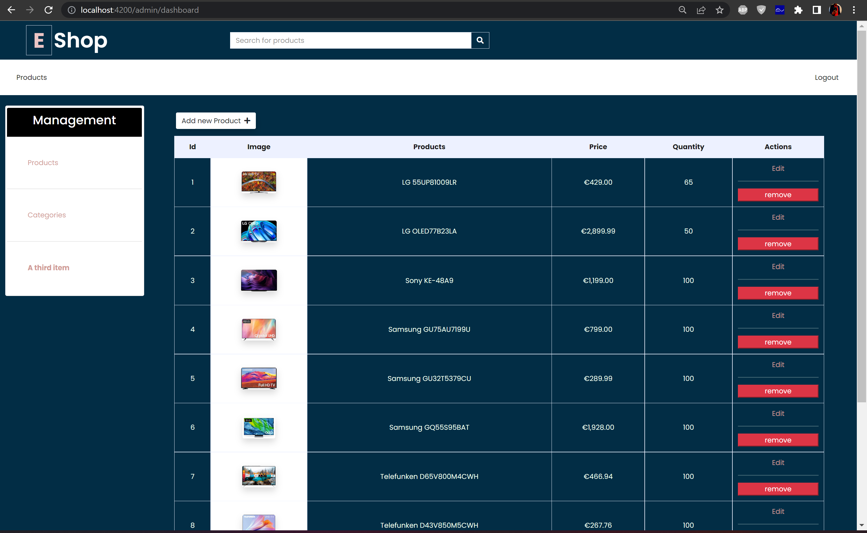 localhost:4200/admin/dashboard
E Shop
Search for products
Products
Logout
Management
Products
Categories
A third item
Add new Product +
Id Image Products Price Quantity Actions
1 LG 55UP81009LR €429.00 65 Edit
remove
2 LG OLED77B23LA €2,899.99 50 Edit
remove
3 Sony KE-48A9 €1,199.00 100 Edit
remove
4 Samsung GU75AU7199U €799.00 100 Edit
remove
5 Samsung GU32T5379CU €289.99 100 Edit
remove
6 Samsung GQ55S95BAT €1,928.00 100 Edit
remove
7 Telefunken D65V800M4CWH €466.94 100 Edit
remove
8 Telefunken D43V850M5CWH €267.76 100 Edit